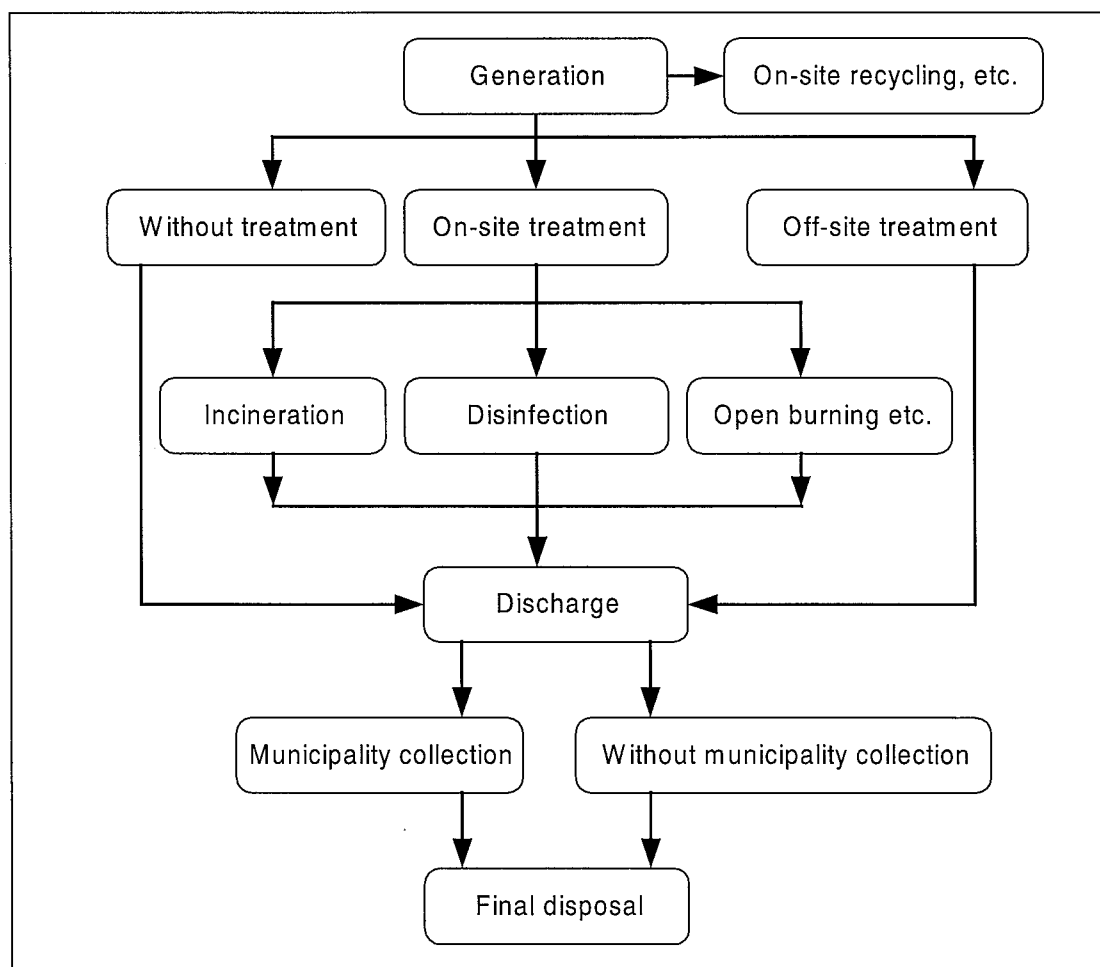 Generation
On-site recycling, etc.
Without treatment
On-site treatment
Off-site treatment
Incineration
Disinfection
Open burning etc.
Discharge
Municipality collection
Without municipality collection
Final disposal